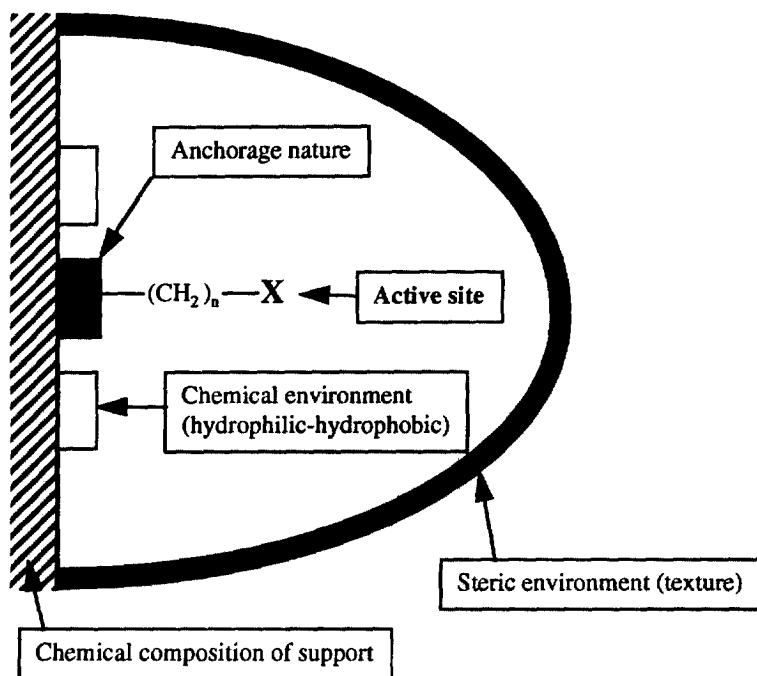 Anchorage nature
(CH₂)ₙ X
Active site
Chemical environment
(hydrophilic-hydrophobic)
Steric environment (texture)
Chemical composition of support